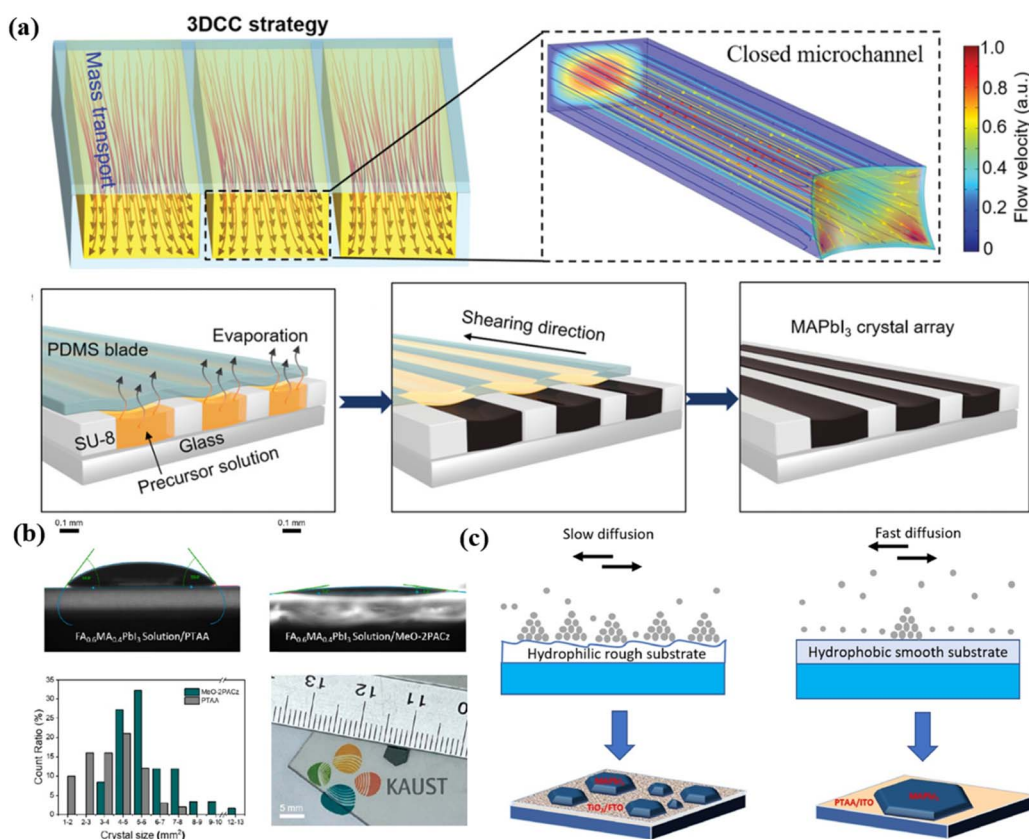 (a)
3DCC strategy
Mass transport
Closed microchannel
Flow velocity (a.u.)
1.0
0.8
0.6
0.4
0.2
0
PDMS blade
Evaporation
SU-8
Glass
Precursor solution
Shearing direction
MAPbI3 crystal array
(b)
0.1 mm
0.1 mm
FA0.6MA0.4PbI3 Solution/PTAA
FA0.6MA0.4PbI3 Solution/MeO-2PACz
Count Ratio (%)
35
30
25
20
15
10
5
0
MeO-2PACz
PTAA
1-2 2-3 3-4 4-5 5-6 6-7 7-8 8-9 9-10 12-13
Crystal size (mm2)
13 12 11 0
KAUST
5 mm
(c)
Slow diffusion
Hydrophilic rough substrate
TiO2/FTO
Fast diffusion
Hydrophobic smooth substrate
PTAA/ITO